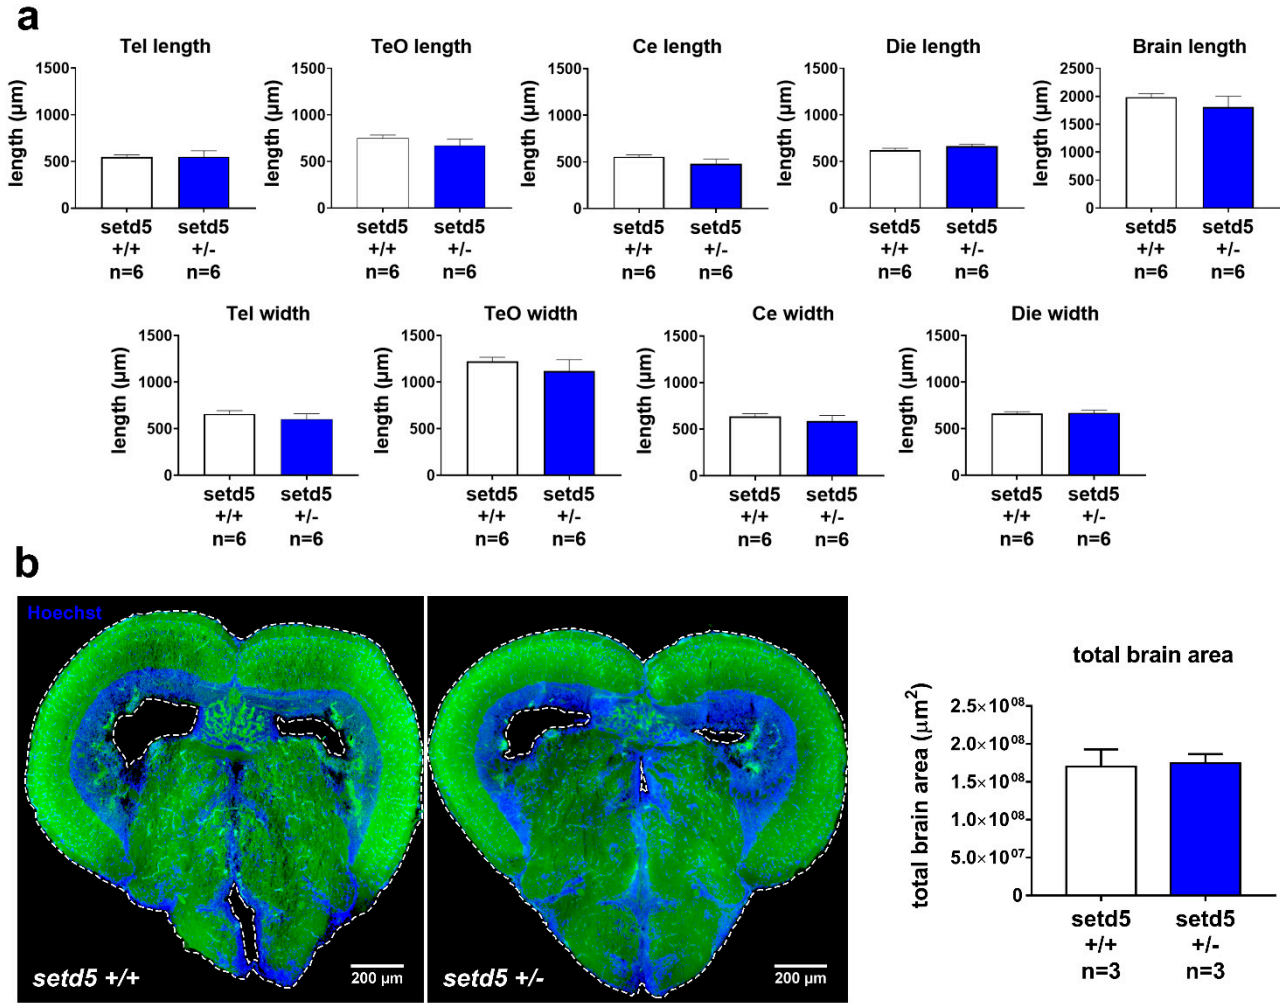 a
Tel length
TeO length
Ce length
Die length
Brain length
length (µm)
1500
1000
500
0
setd5 setd5
+/+ +/-
n=6 n=6
length (µm)
1500
1000
500
0
setd5 setd5
+/+ +/-
n=6 n=6
length (µm)
1500
1000
500
0
setd5 setd5
+/+ +/-
n=6 n=6
length (µm)
1500
1000
500
0
setd5 setd5
+/+ +/-
n=6 n=6
length (µm)
2500
2000
1500
1000
500
0
setd5 setd5
+/+ +/-
n=6 n=6
Tel width
TeO width
Ce width
Die width
length (µm)
1500
1000
500
0
setd5 setd5
+/+ +/-
n=6 n=6
length (µm)
1500
1000
500
0
setd5 setd5
+/+ +/-
n=6 n=6
length (µm)
1500
1000
500
0
setd5 setd5
+/+ +/-
n=6 n=6
length (µm)
1500
1000
500
0
setd5 setd5
+/+ +/-
n=6 n=6
b
Hoechst
setd5 +/+
200 µm
setd5 +/-
200 µm
total brain area
total brain area (µm²)
2.5×10⁰⁸
2.0×10⁰⁸
1.5×10⁰⁸
1.0×10⁰⁸
5.0×10⁰⁷
0
setd5 setd5
+/+ +/-
n=3 n=3